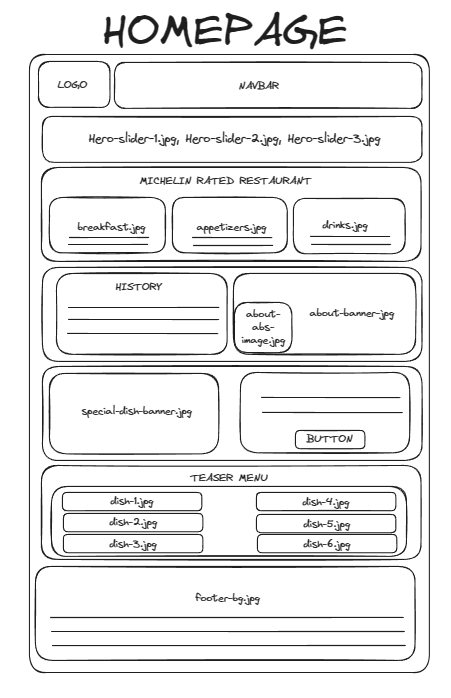 HOMEPAGE
LOGO
NAVBAR
Hero-slider-1.jpg, Hero-slider-2.jpg, Hero-slider-3.jpg
MICHELIN RATED RESTAURANT
breakfast.jpg
appetizers.jpg
drinks.jpg
HISTORY
about-
abs-
image.jpg
about-banner-jpg
special-dish-banner.jpg
BUTTON
TEASER MENU
dish-1.jpg
dish-2.jpg
dish-3.jpg
dish-4.jpg
dish-5.jpg
dish-6.jpg
footer-bg.jpg